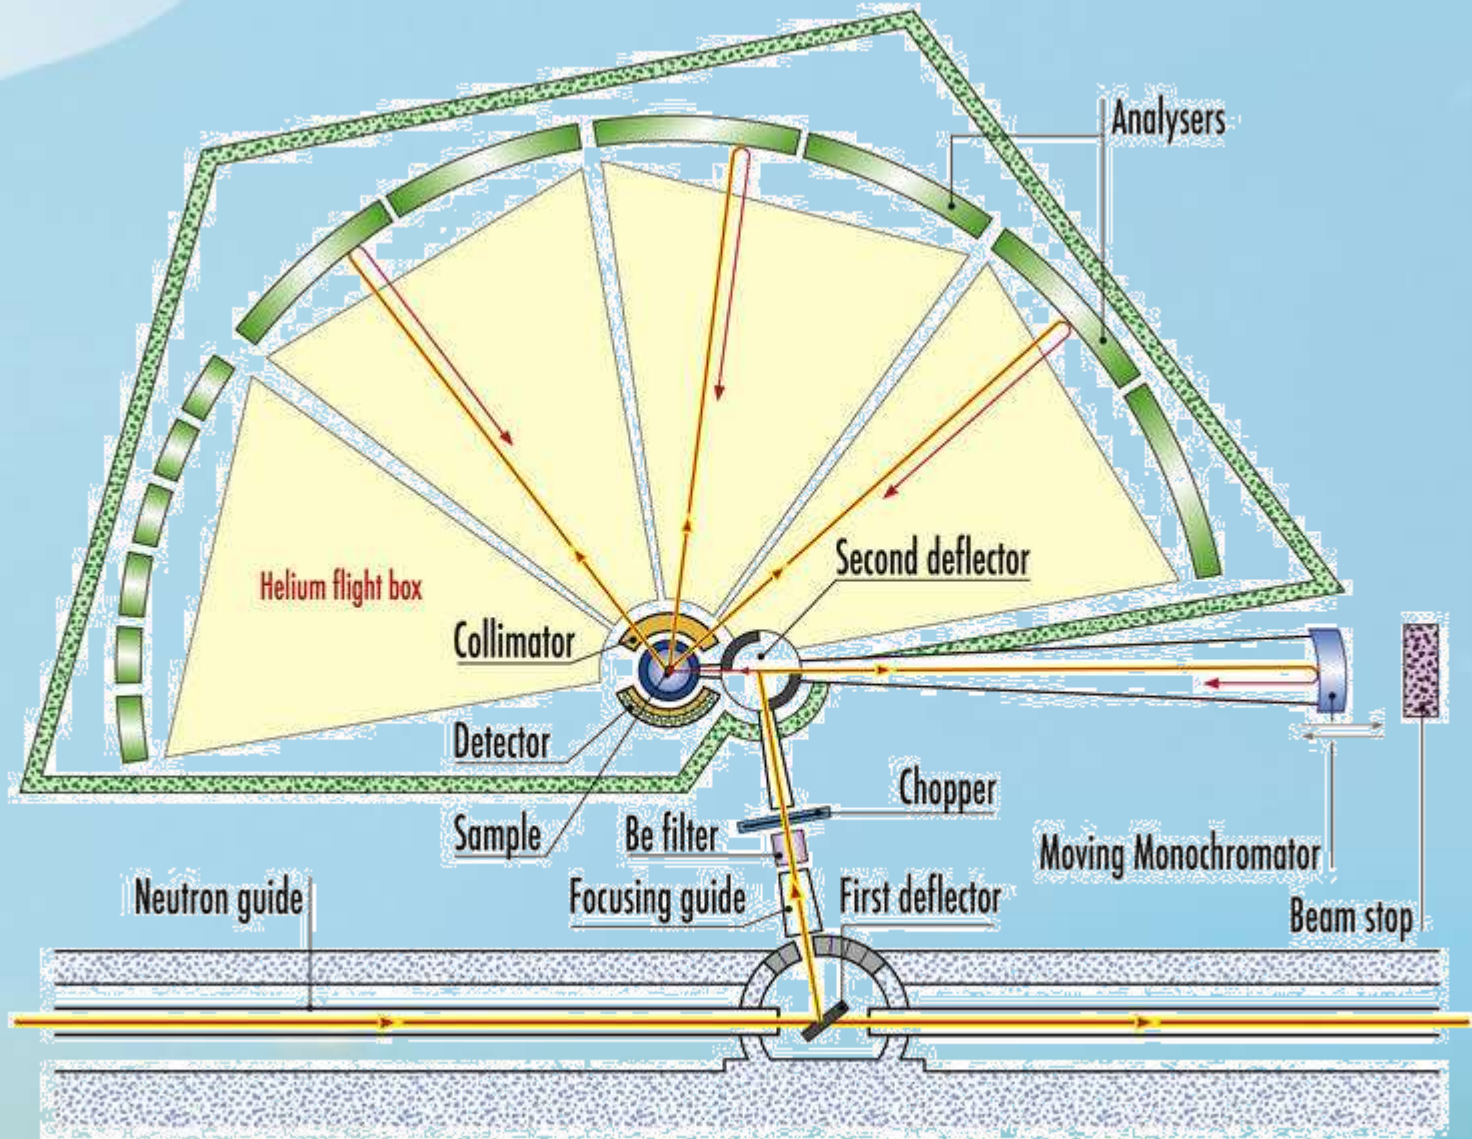 Analysers
Second deflector
Helium flight box
Collimator
Detector
Chopper
Sample
Be filter
Moving Monochromator
Neutron guide
Focusing guide
First deflector
Beam stop